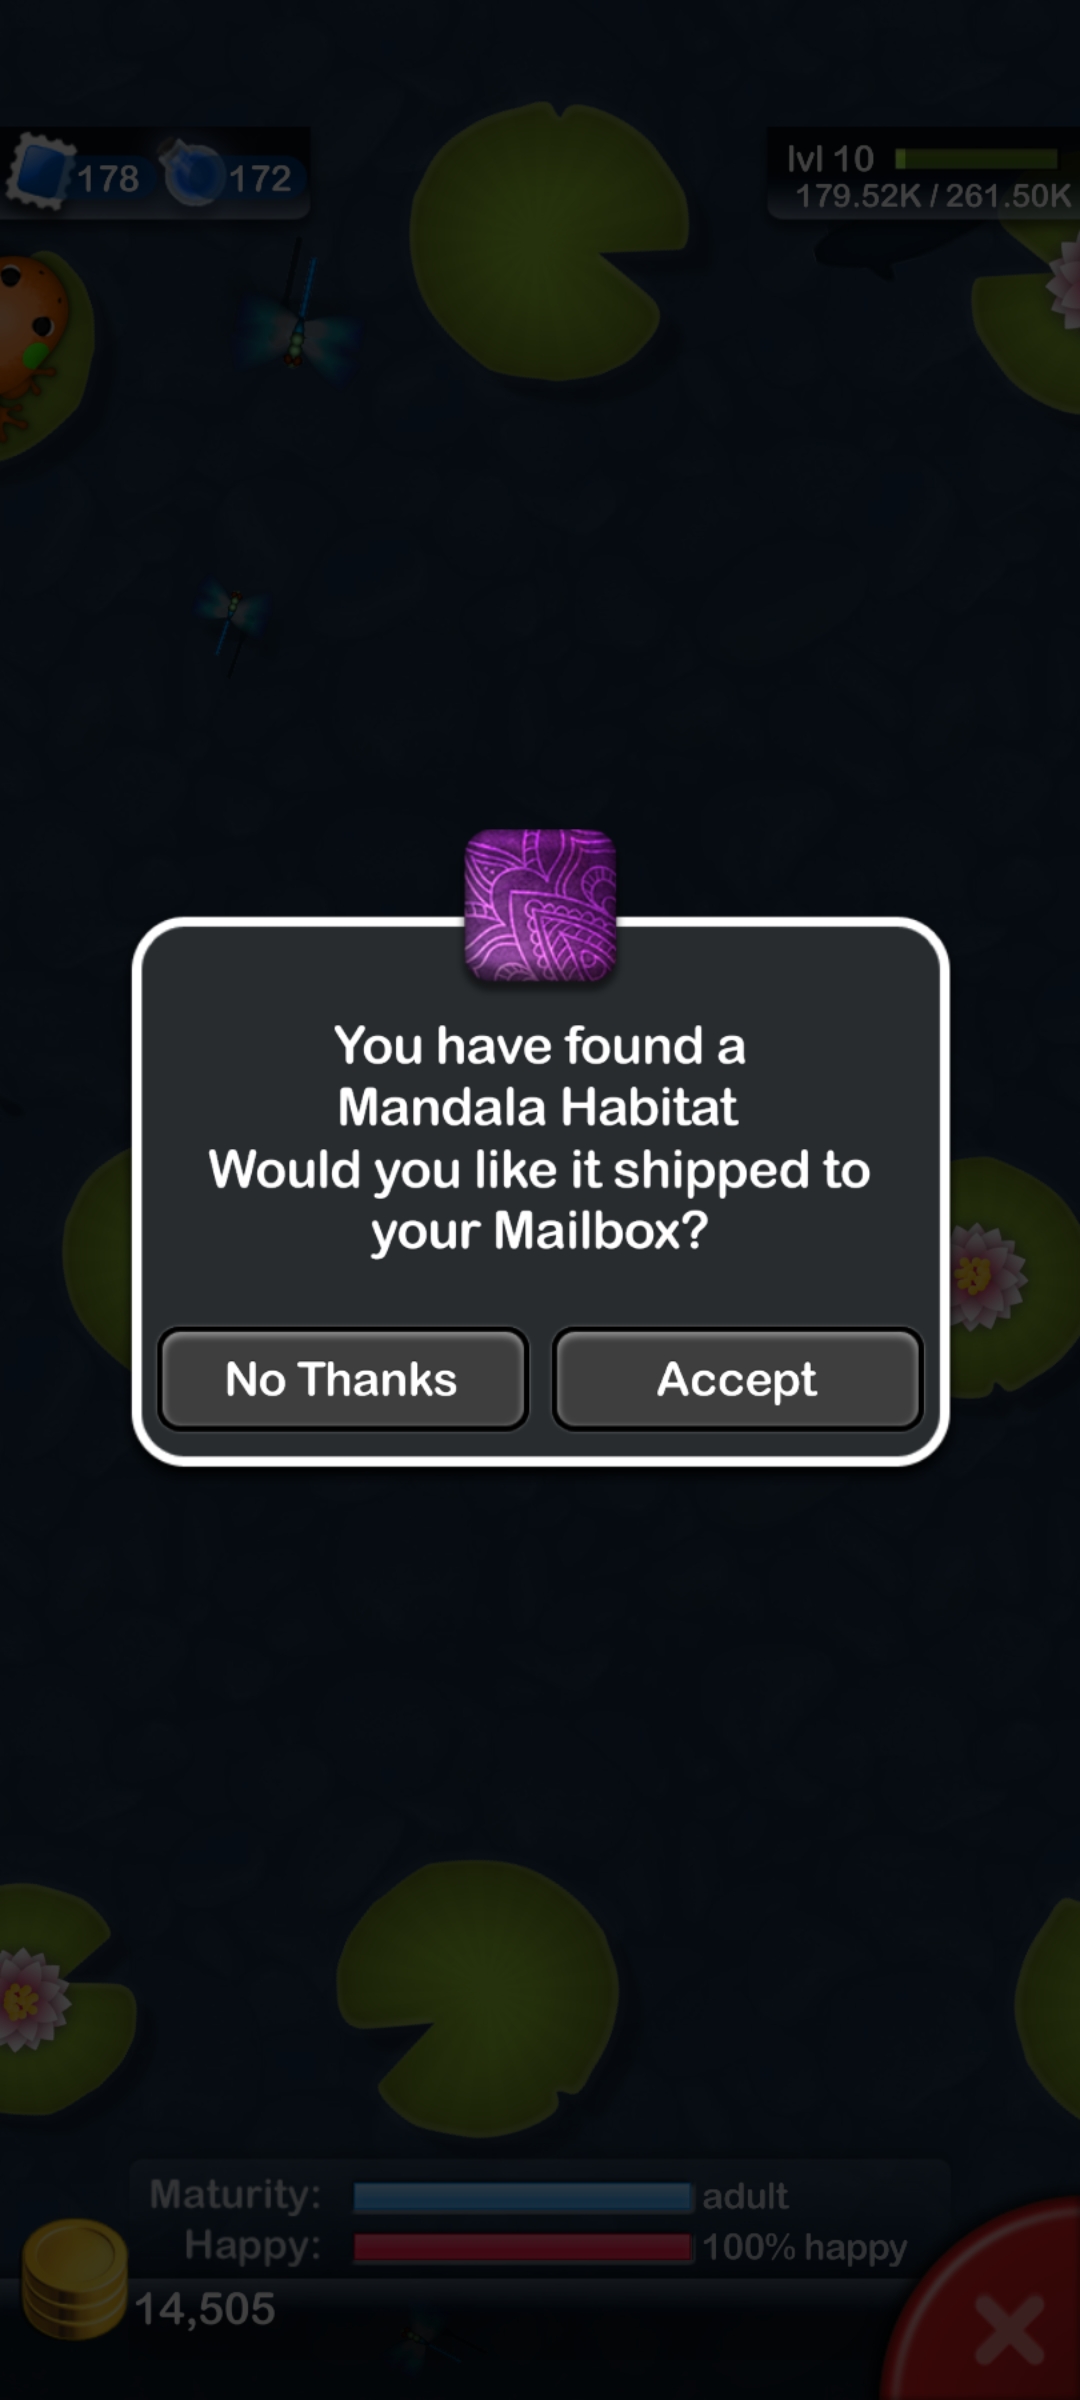 178
172
lvl 10
179.52K / 261.50K
You have found a
Mandala Habitat
Would you like it shipped to
your Mailbox?
No Thanks
Accept
Maturity:
adult
Happy:
100% happy
14,505